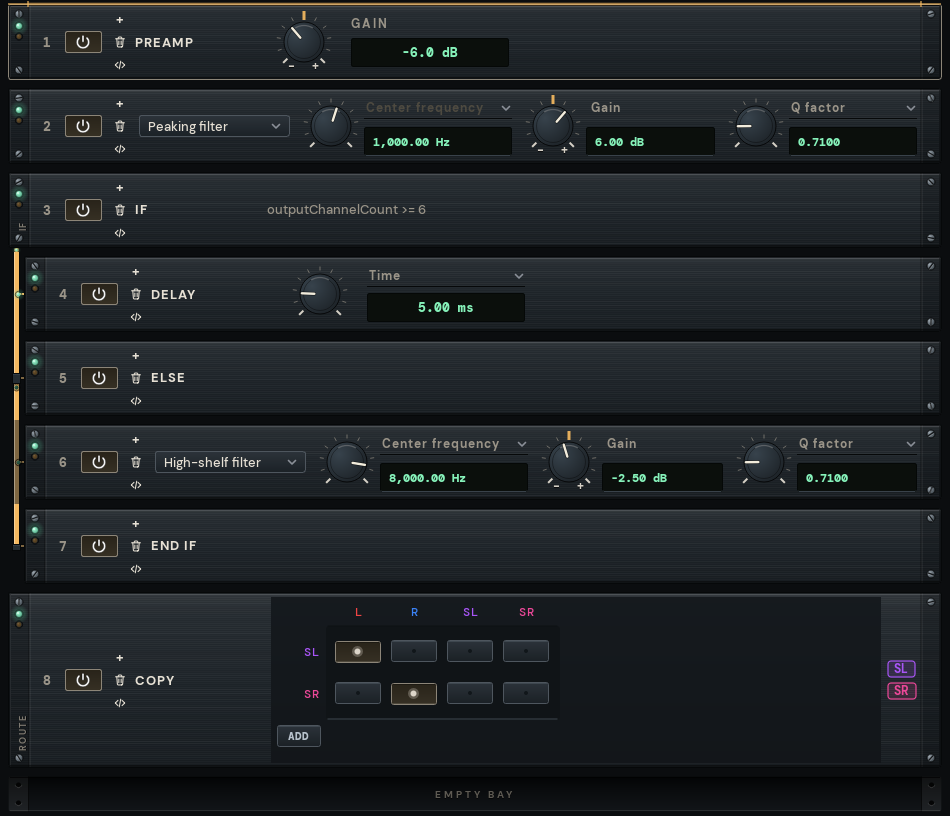 GAIN
1 PREAMP -6.0 dB
- +
Center frequency Gain Q factor
2 Peaking filter 1,000.00 Hz 6.00 dB 0.7100
- +
3 IF outputChannelCount >= 6
IF
Time
4 DELAY 5.00 ms
5 ELSE
Center frequency Gain Q factor
6 High-shelf filter 8,000.00 Hz -2.50 dB 0.7100
- +
7 END IF
L R SL SR
SL
SL
8 COPY
SR
SR
ROUTE
ADD
EMPTY BAY